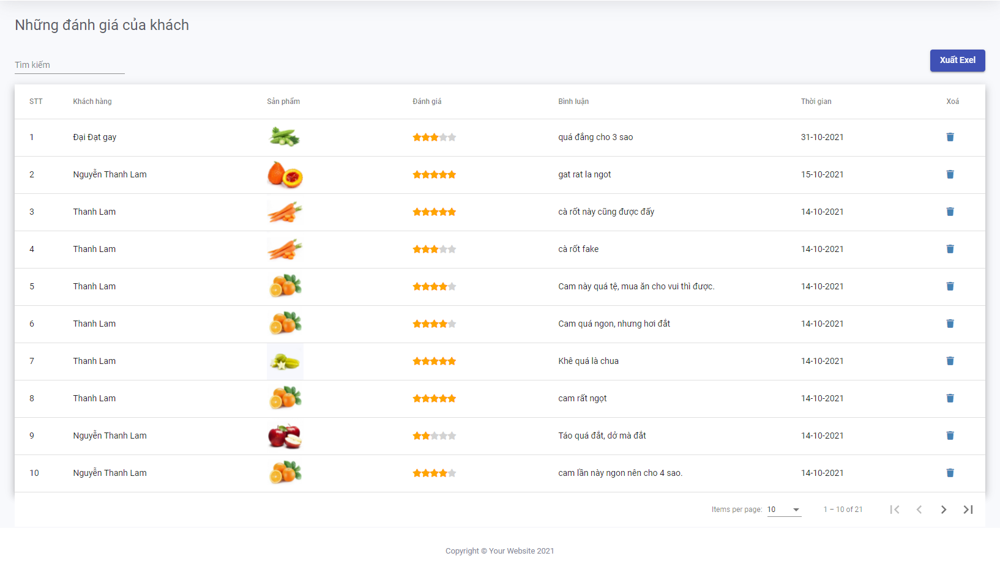 Những đánh giá của khách
Tìm kiếm
Xuất Exel
STT Khách hàng Sản phẩm Đánh giá Bình luận Thời gian Xoá
1 Đại Đạt gay quá đắng cho 3 sao 31-10-2021
2 Nguyễn Thanh Lam gat rat la ngot 15-10-2021
3 Thanh Lam cà rốt này cũng được đấy 14-10-2021
4 Thanh Lam cà rốt fake 14-10-2021
5 Thanh Lam Cam này quá tệ, mua ăn cho vui thì được. 14-10-2021
6 Thanh Lam Cam quá ngon, nhưng hơi đắt 14-10-2021
7 Thanh Lam Khê quá là chua 14-10-2021
8 Thanh Lam cam rất ngọt 14-10-2021
9 Nguyễn Thanh Lam Táo quá đắt, dở mà đắt 14-10-2021
10 Nguyễn Thanh Lam cam lần này ngon nên cho 4 sao. 14-10-2021
Items per page: 10 1 – 10 of 21
Copyright © Your Website 2021